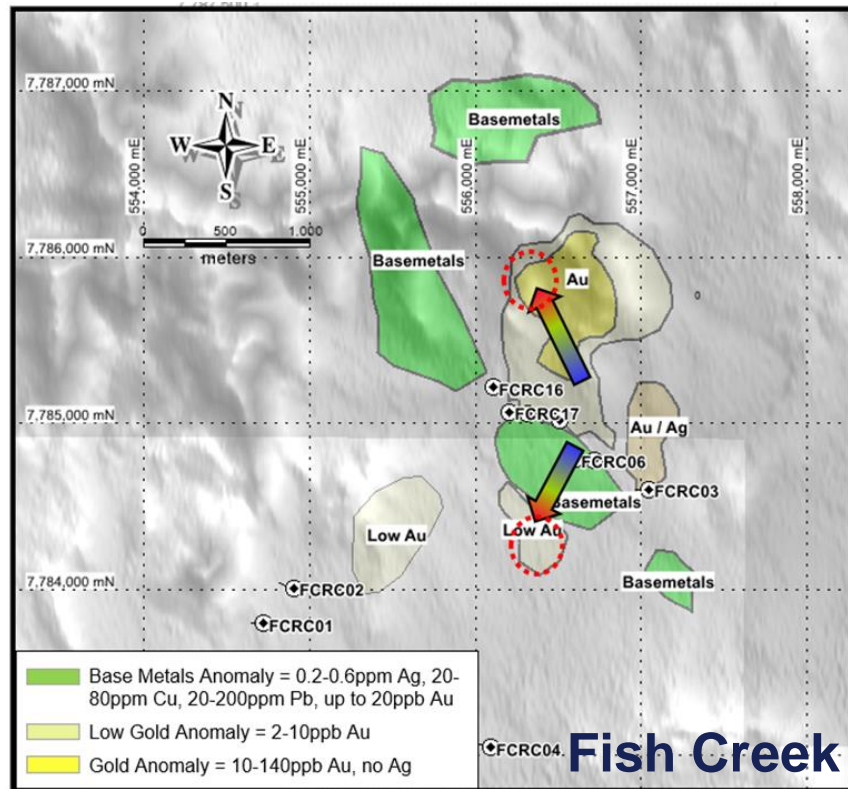 7,787,000 mN
N
W E
S
554,000 mE
555,000 mE
556,000 mE
557,000 mE
558,000 mE
Basemetals
0 500 1.000
meters
7,786,000 mN
Basemetals
Au
0
FCRC16
7,785,000 mN
FCRC17
Au / Ag
FCRC06
FCRC03
Basemetals
Low Au
Low Au
7,784,000 mN
FCRC02
Basemetals
FCRC01
Base Metals Anomaly = 0.2-0.6ppm Ag, 20-
80ppm Cu, 20-200ppm Pb, up to 20ppb Au
Low Gold Anomaly = 2-10ppb Au
Gold Anomaly = 10-140ppb Au, no Ag
FCRC04.
Fish Creek